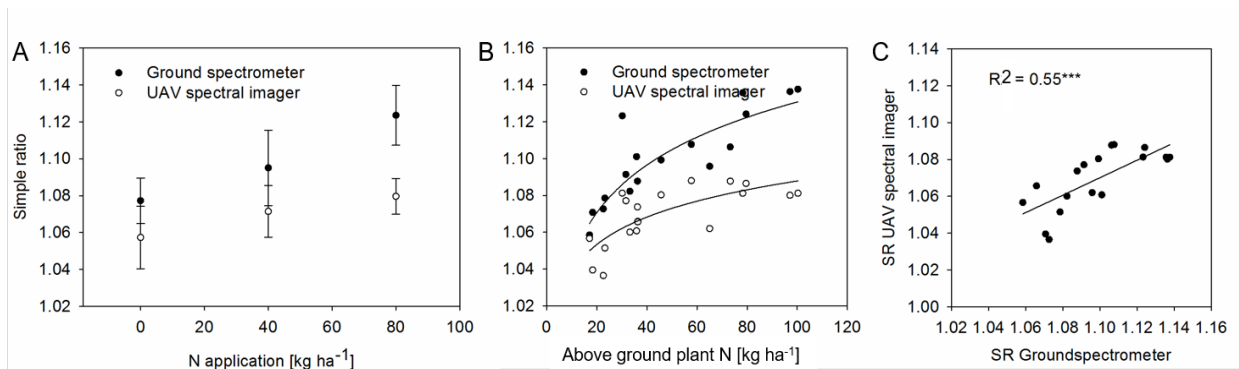 A
1.16
1.14
1.12
1.10
1.08
1.06
1.04
1.02
Simple ratio
Ground spectrometer
UAV spectral imager
0 20 40 60 80 100
N application [kg ha-1)]
B
1.16
1.14
1.12
1.10
1.08
1.06
1.04
1.02
Ground spectrometer
UAV spectral imager
0 20 40 60 80 100 120
Above ground plant N [kg ha-1)]
C
1.14
1.12
1.10
1.08
1.06
1.04
1.02
1.00
SR UAV spectral imager
R2 = 0.55***
1.02 1.04 1.06 1.08 1.10 1.12 1.14 1.16
SR Groundspectrometer